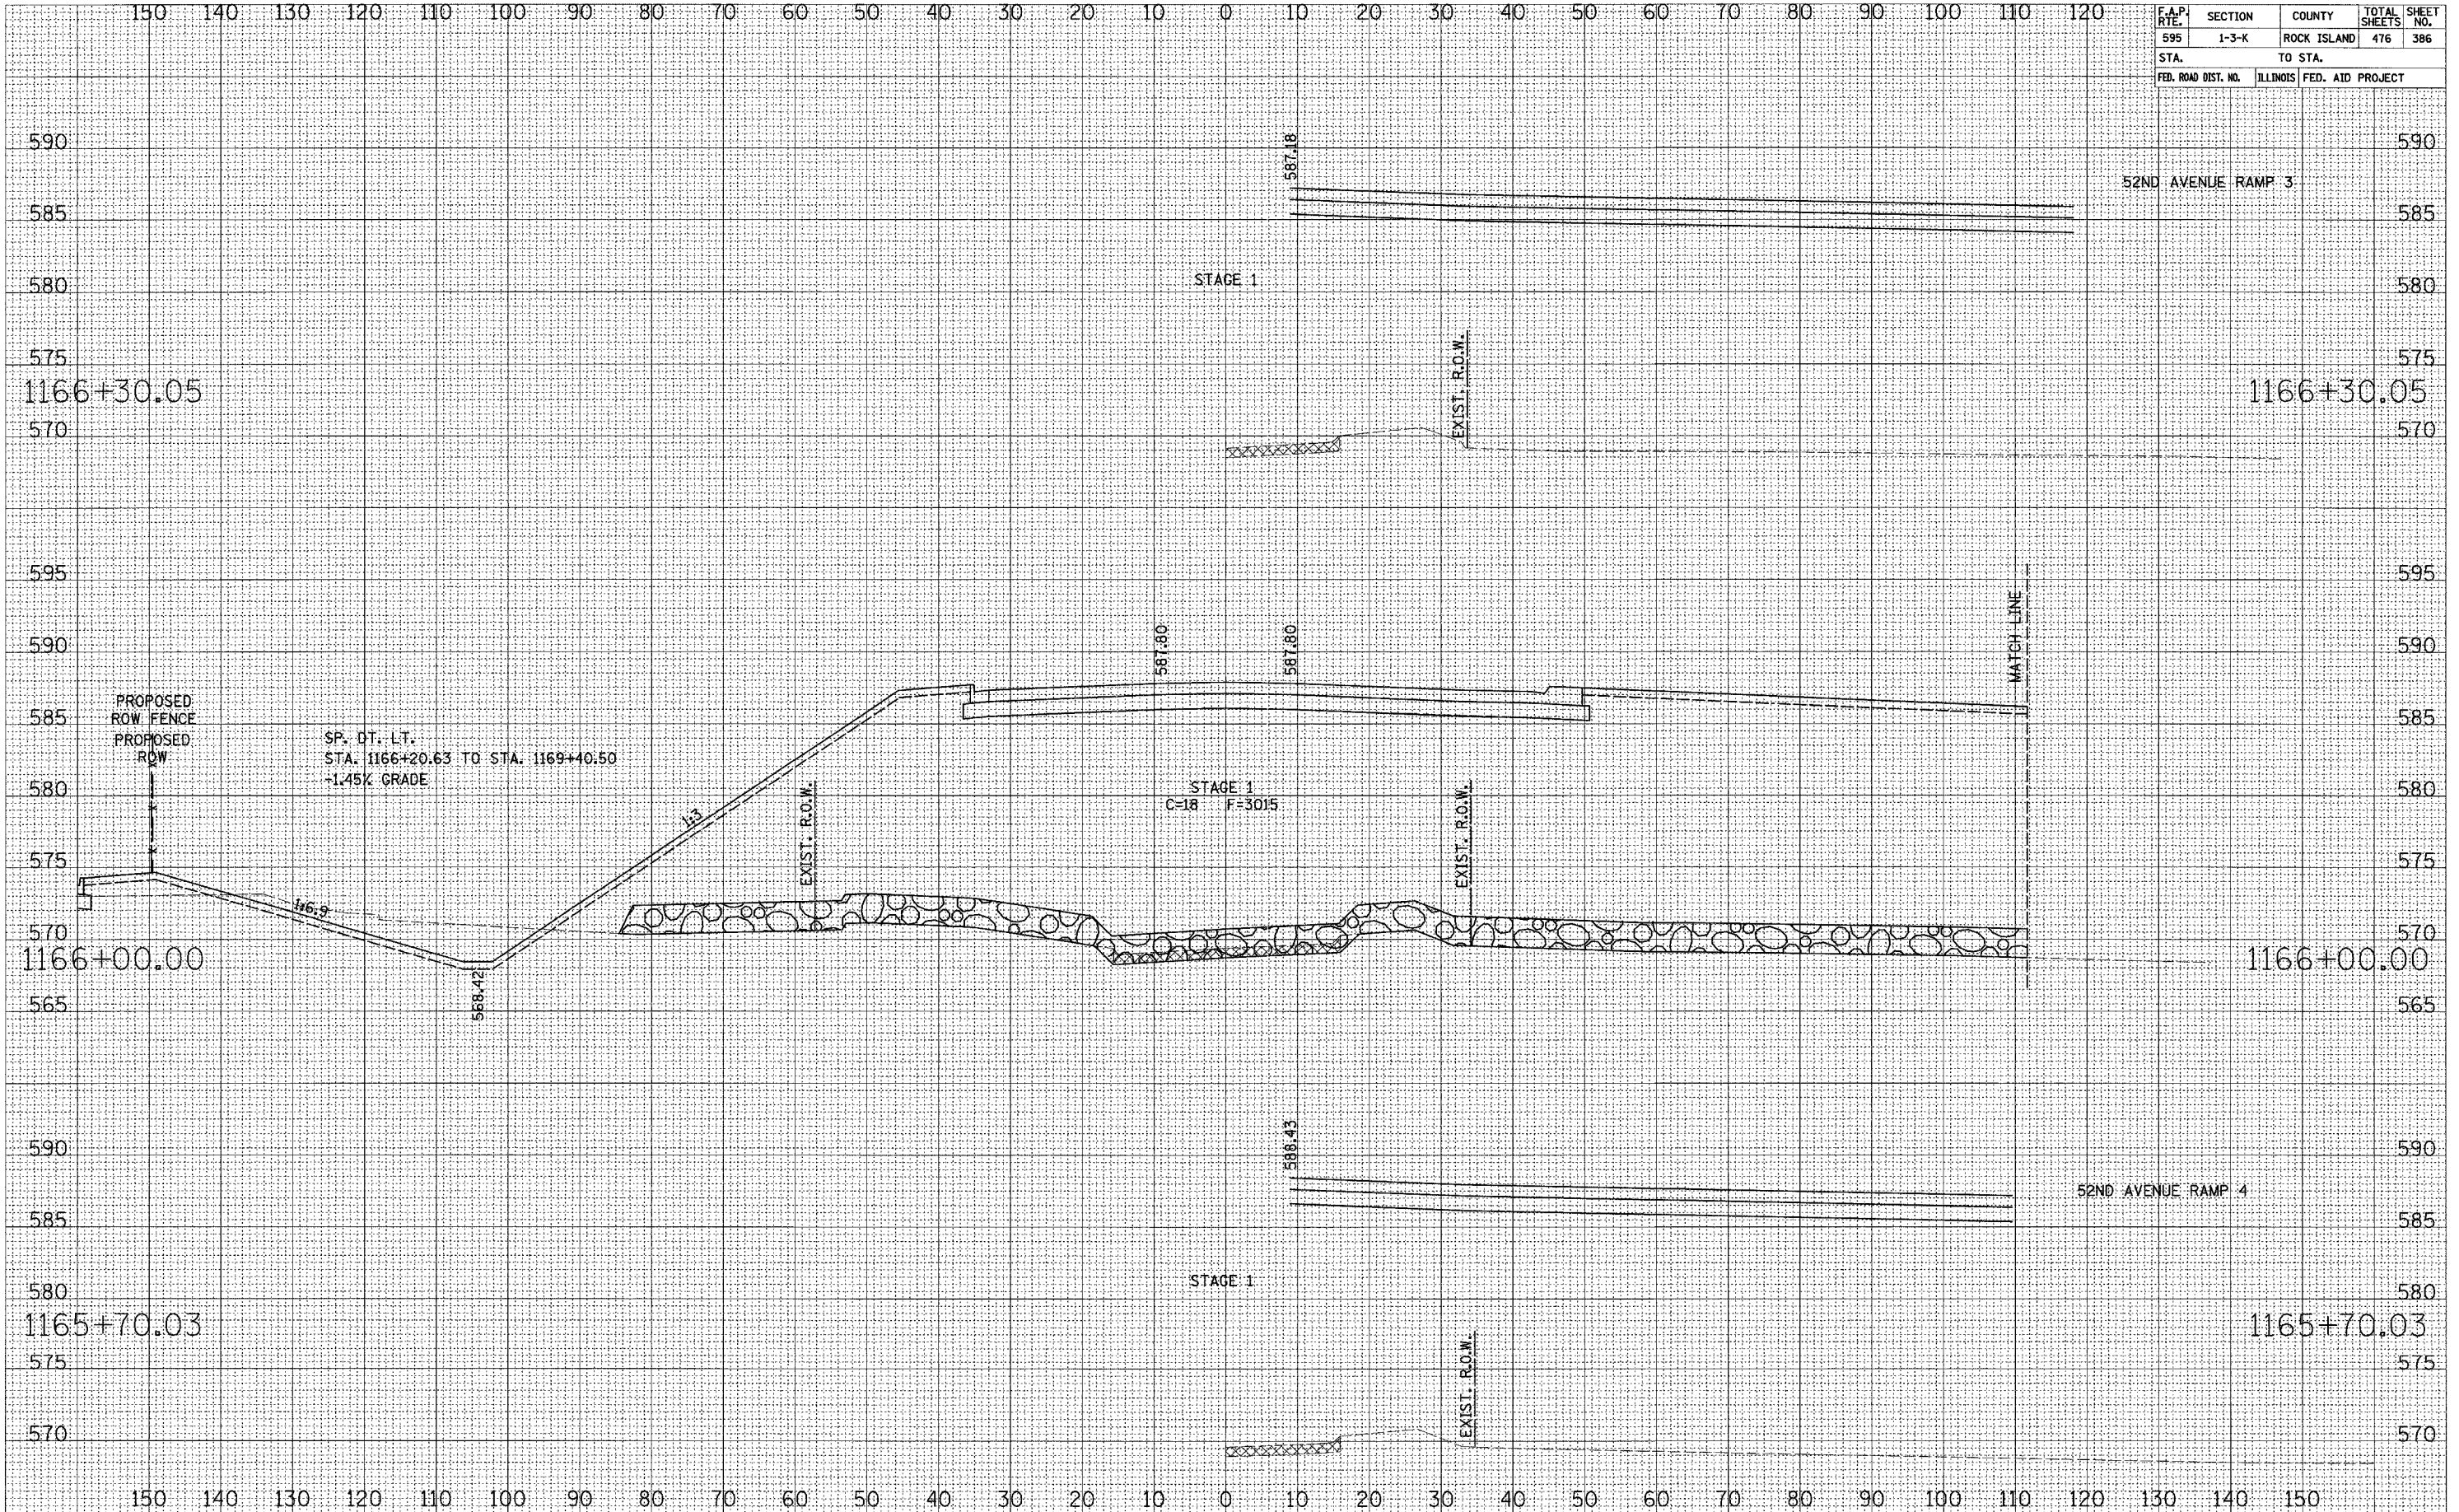 150 140 130 120 110 100 90 80 70 60 50 40 30 20 10 0 10 20 30 40 50 60 70 80 90 100 110 120
F.A.P. RTE. SECTION COUNTY TOTAL SHEETS SHEET NO.
595 1-3-K ROCK ISLAND 476 386
STA. TO STA.
FED. ROAD DIST. NO. ILLINOIS FED. AID PROJECT
590 587.18 590
52ND AVENUE RAMP 3
585 585
STAGE 1
580 580
575 575
EXIST. R.O.W.
1166+30.05 1166+30.05
570 570
595 595
MATCH LINE
590 587.80 587.80 590
PROPOSED
ROW FENCE
585 585
PROPOSED
ROW
SP. DT. LT.
STA. 1166+20.63 TO STA. 1169+40.50
-1.45% GRADE
580 580
STAGE 1
C=18 F=3015
1:3
EXIST. R.O.W. EXIST. R.O.W.
575 575
1:6.9
570 570
1166+00.00 1166+00.00
568.42
565 565
590 588.43 590
52ND AVENUE RAMP 4
585 585
STAGE 1
580 580
1165+70.03 1165+70.03
575 575
EXIST. R.O.W.
570 570
150 140 130 120 110 100 90 80 70 60 50 40 30 20 10 0 10 20 30 40 50 60 70 80 90 100 110 120 130 140 150